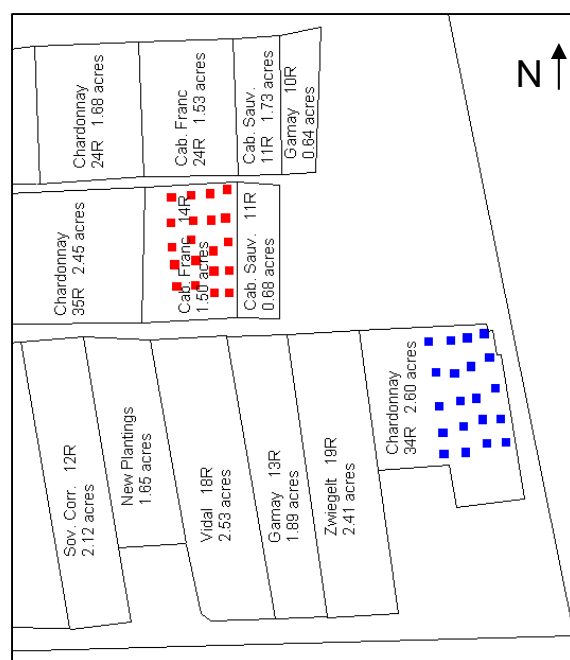 N
Chardonnay
24R 1.68 acres
Cab. Franc
24R 1.53 acres
Cab. Sauv.
11R 1.73 acres
Gamay 10R
0.64 acres
Chardonnay
35R 2.45 acres
Cab. Franc 14R
1.50 acres
Cab. Sauv. 11R
0.68 acres
Sov. Corr. 12R
2.12 acres
New Plantings
1.65 acres
Vidal 18R
2.53 acres
Gamay 13R
1.89 acres
Zwiegelt 19R
2.41 acres
Chardonnay
34R 2.60 acres